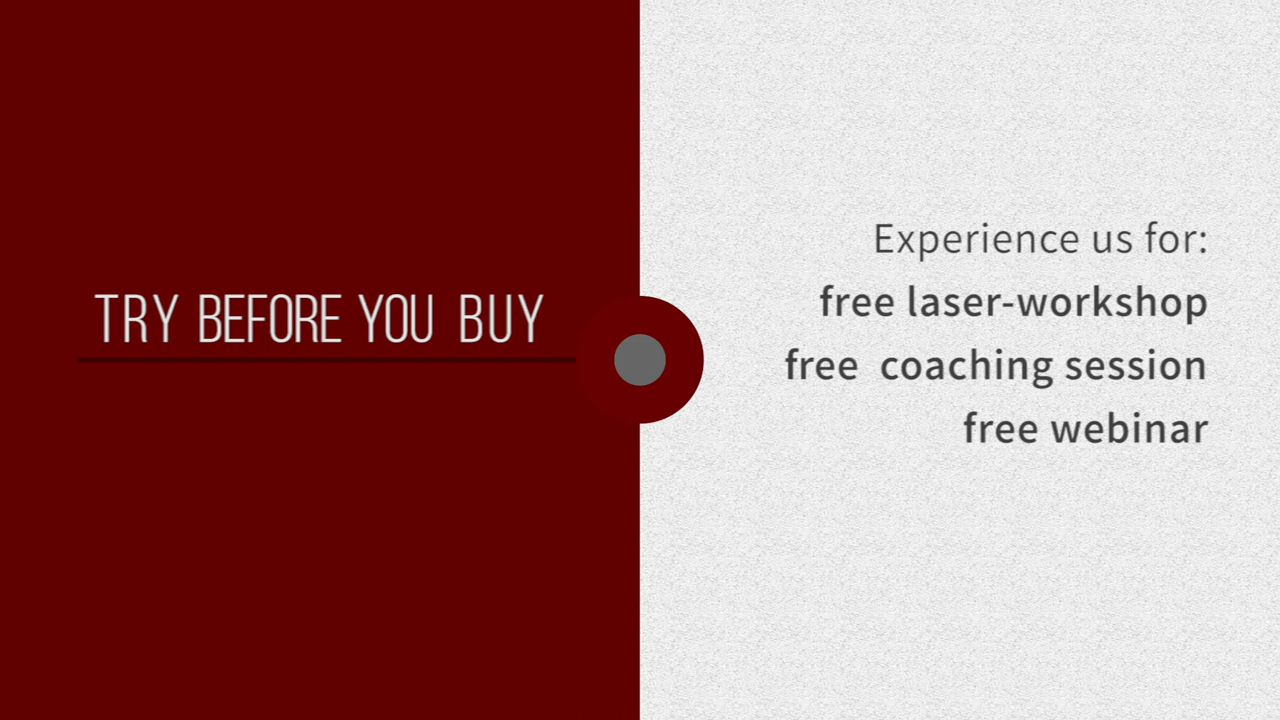 TRY BEFORE YOU BUY
Experience us for:
free laser-workshop
free coaching session
free webinar